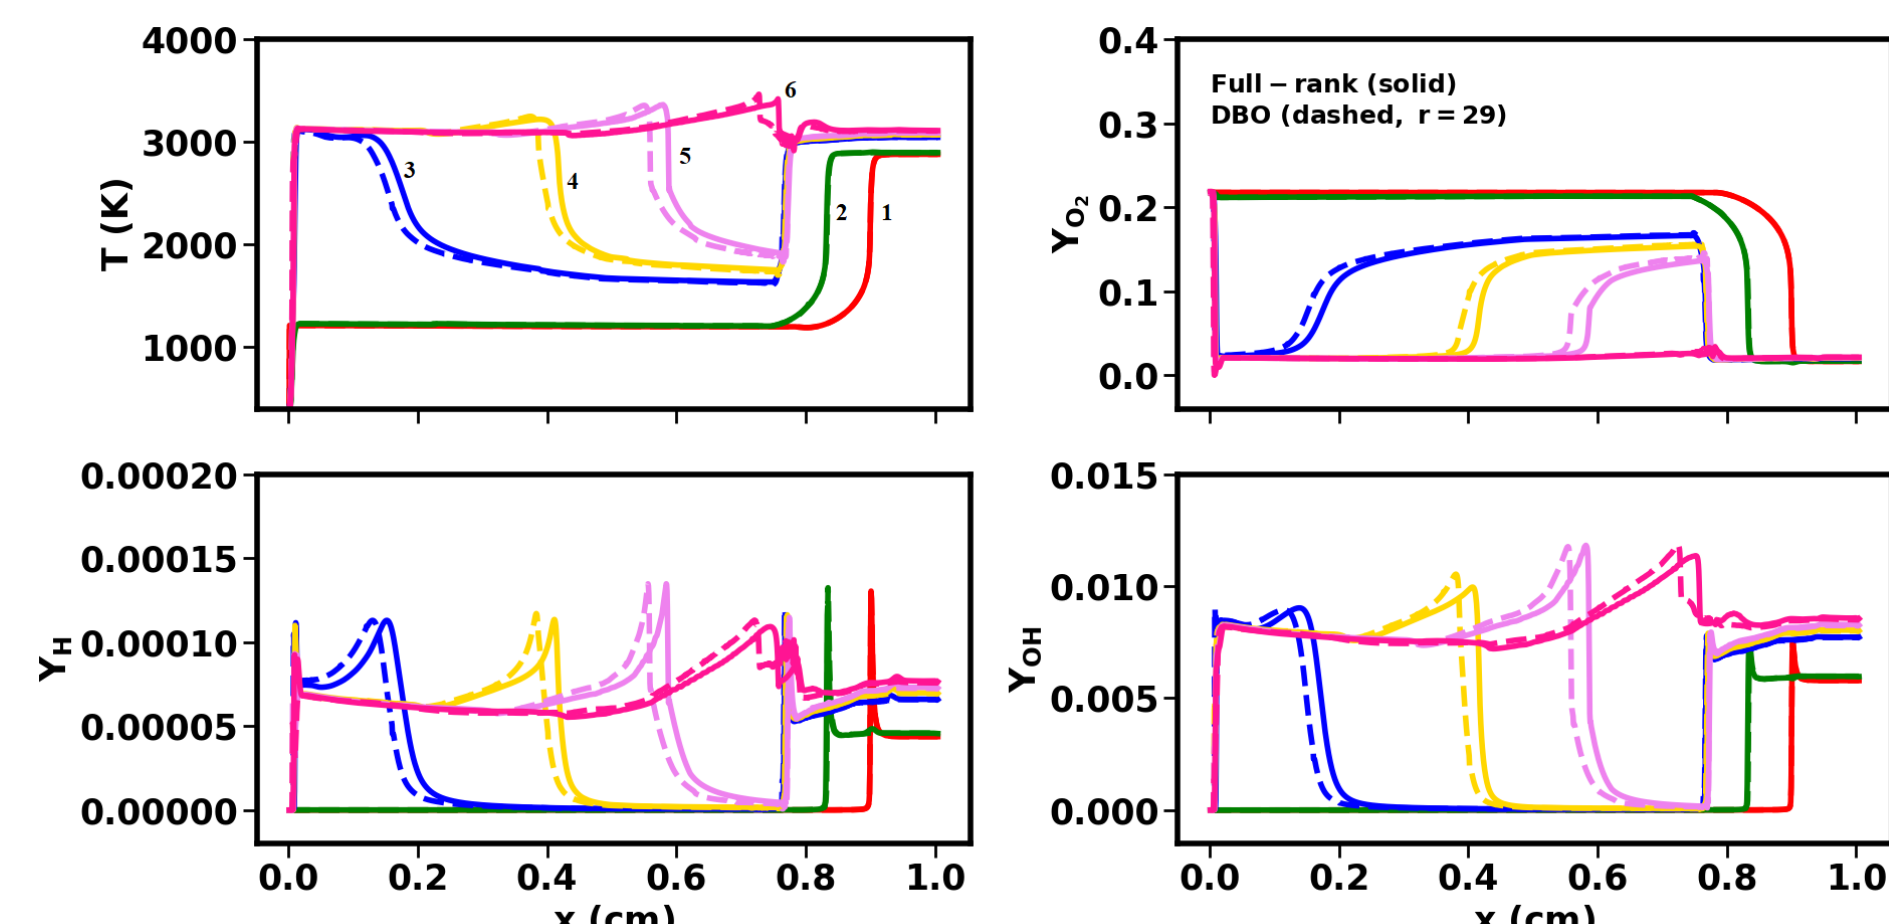 4000
3000
2000
1000
T (K)
6
3
4
5
2
1
0.4
0.3
0.2
0.1
0.0
Y_O₂
Full – rank (solid)
DBO (dashed, r = 29)
0.00020
0.00015
0.00010
0.00005
0.00000
Y_H
0.0 0.2 0.4 0.6 0.8 1.0
x (cm)
0.015
0.010
0.005
0.000
Y_OH
0.0 0.2 0.4 0.6 0.8 1.0
x (cm)